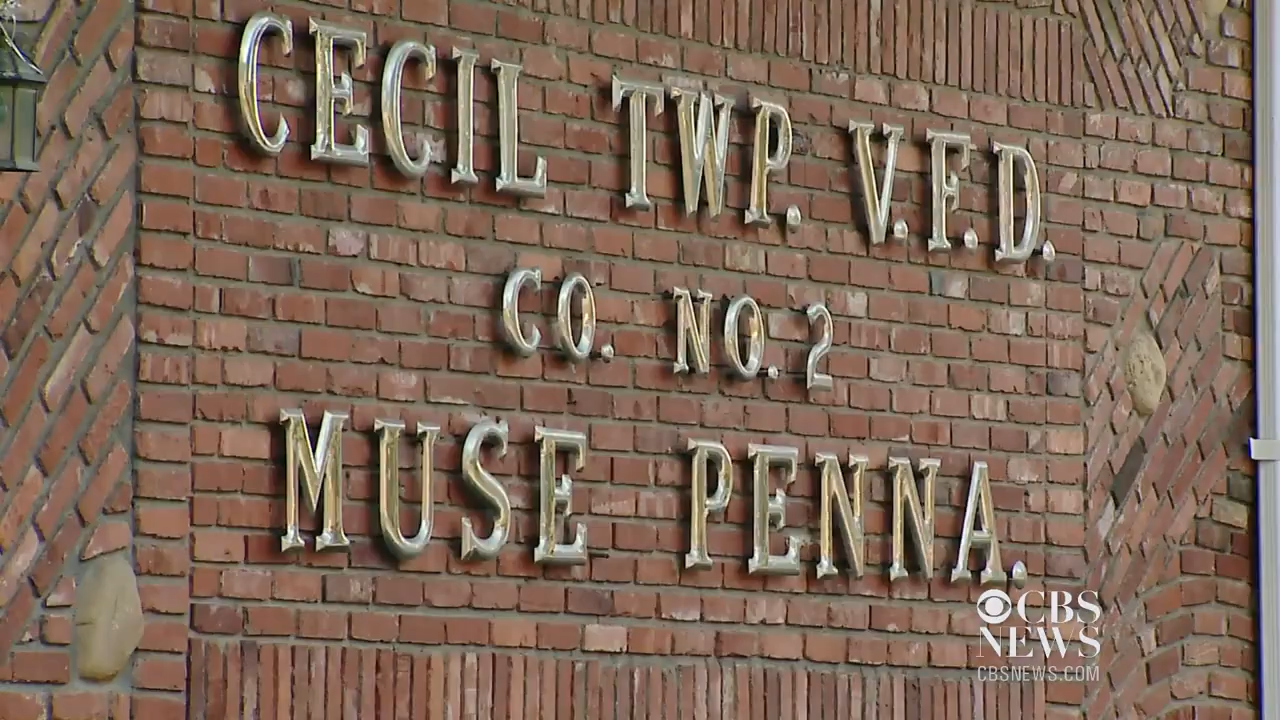 CECIL TWP. V.F.D.
CO. NO. 2
MUSE PENNA.
CBS
NEWS
CBSNEWS.COM